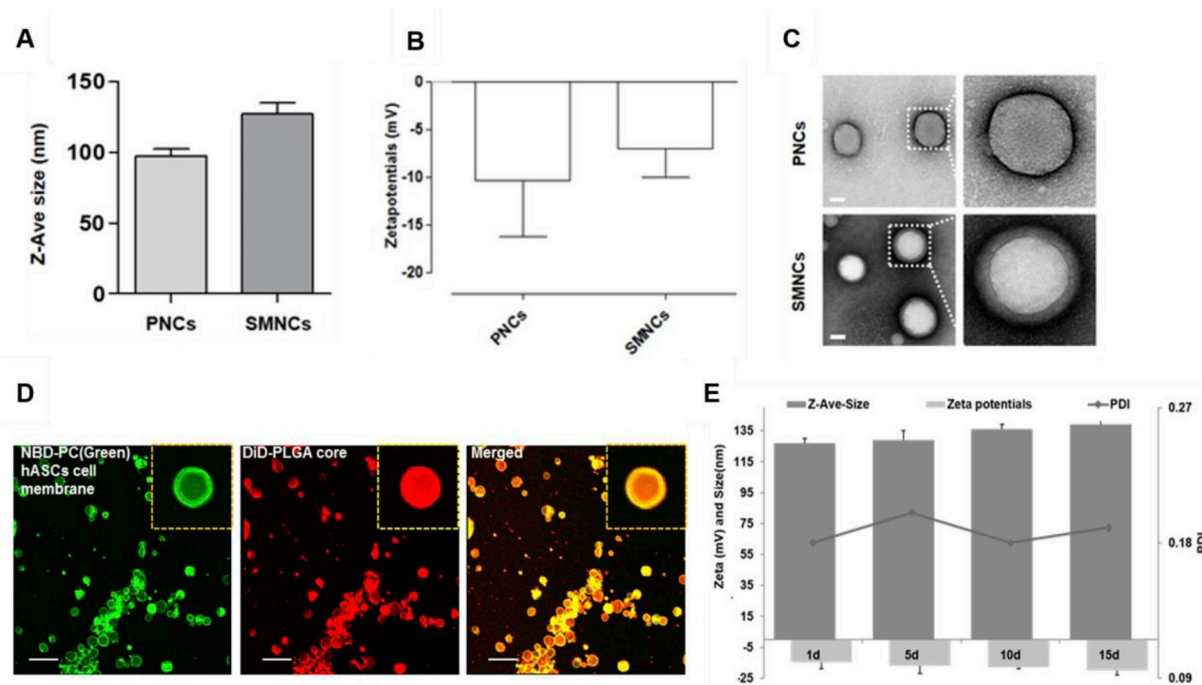 A
Z-Ave size (nm)
150
100
50
0
PNCs
SMNCs
B
Zetapotentials (mV)
0
-5
-10
-15
-20
PNCs
SMNCs
C
PNCs
SMNCs
D
NBD-PC(Green)
hASCs cell
membrane
DiD-PLGA core
Merged
E
Z-Ave-Size
Zeta potentials
PDI
Zeta (mV) and Size(nm)
135
115
95
75
55
35
15
-5
-25
1d
5d
10d
15d
0.27
0.18
0.09
PDI